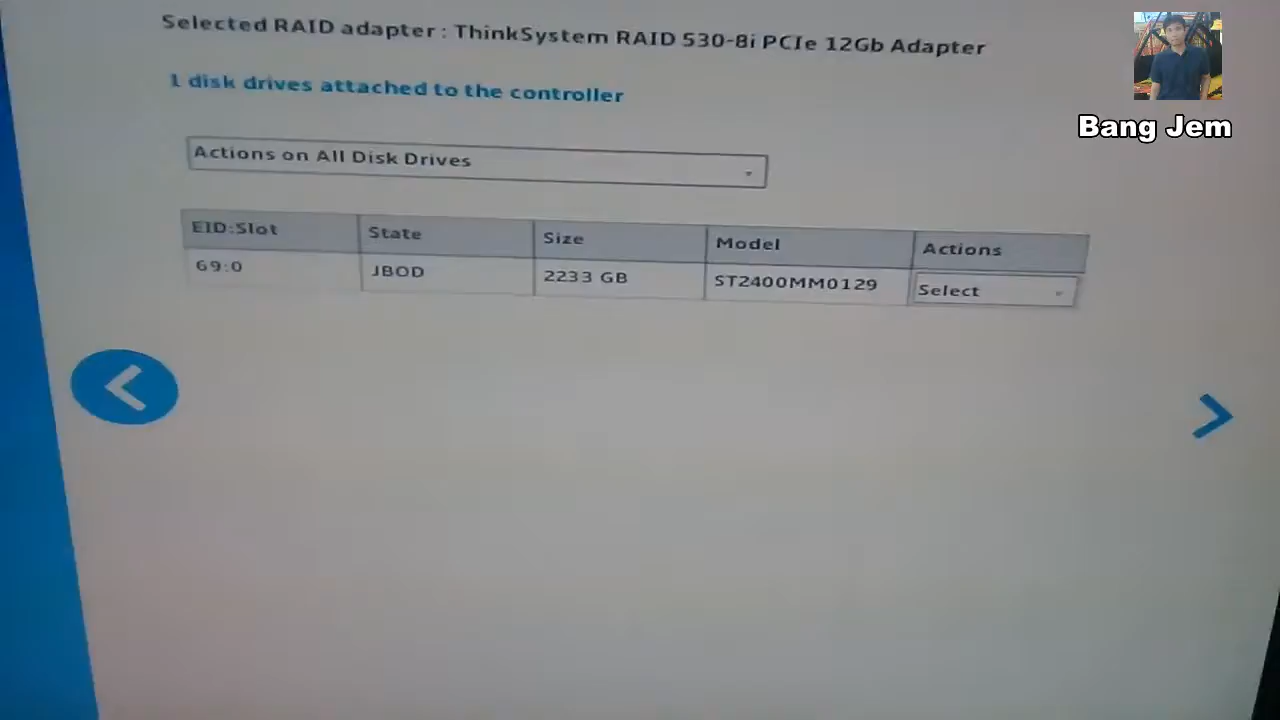 Selected RAID adapter : ThinkSystem RAID 530-8i PCIe 12Gb Adapter
1 disk drives attached to the controller
Bang Jem
Actions on All Disk Drives
EID:Slot State Size Model Actions
69:0 JBOD 2233 GB ST2400MM0129 Select